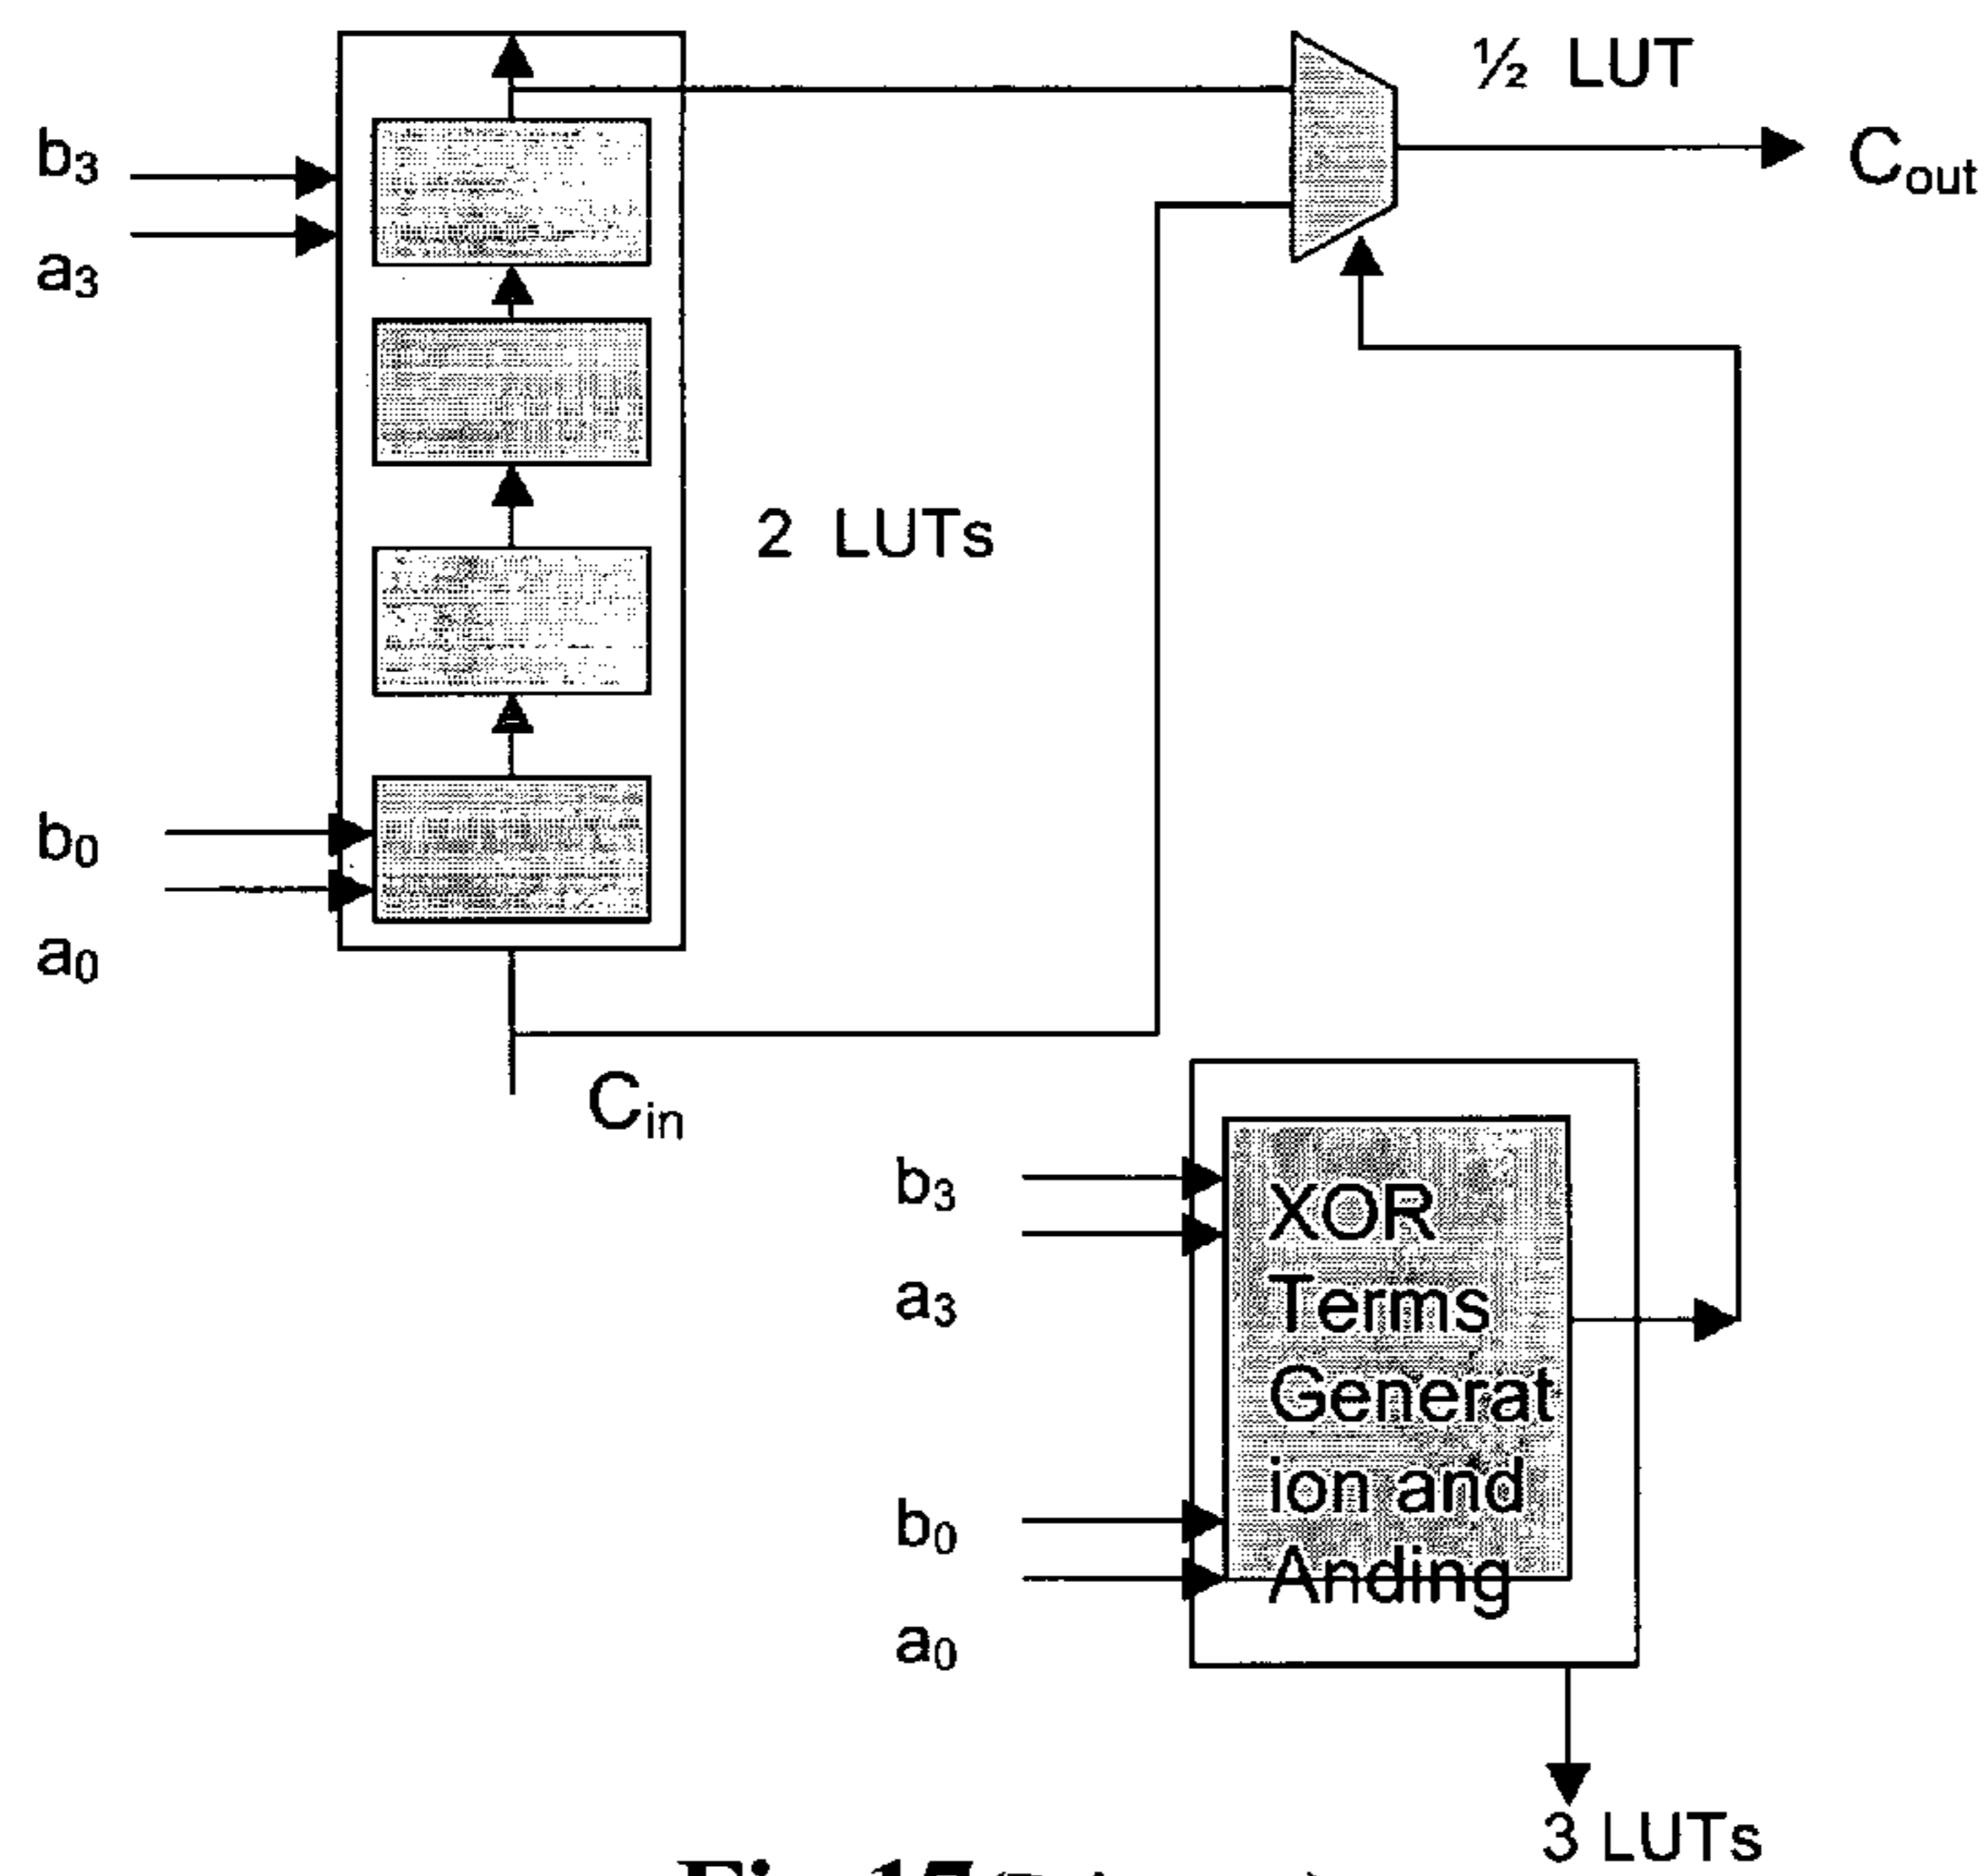 ½ LUT
b3
Cout
a3
2 LUTs
b0
a0
Cin
b3
XOR
a3
Terms
Generat
ion and
b0
Anding
a0
3 LUTs